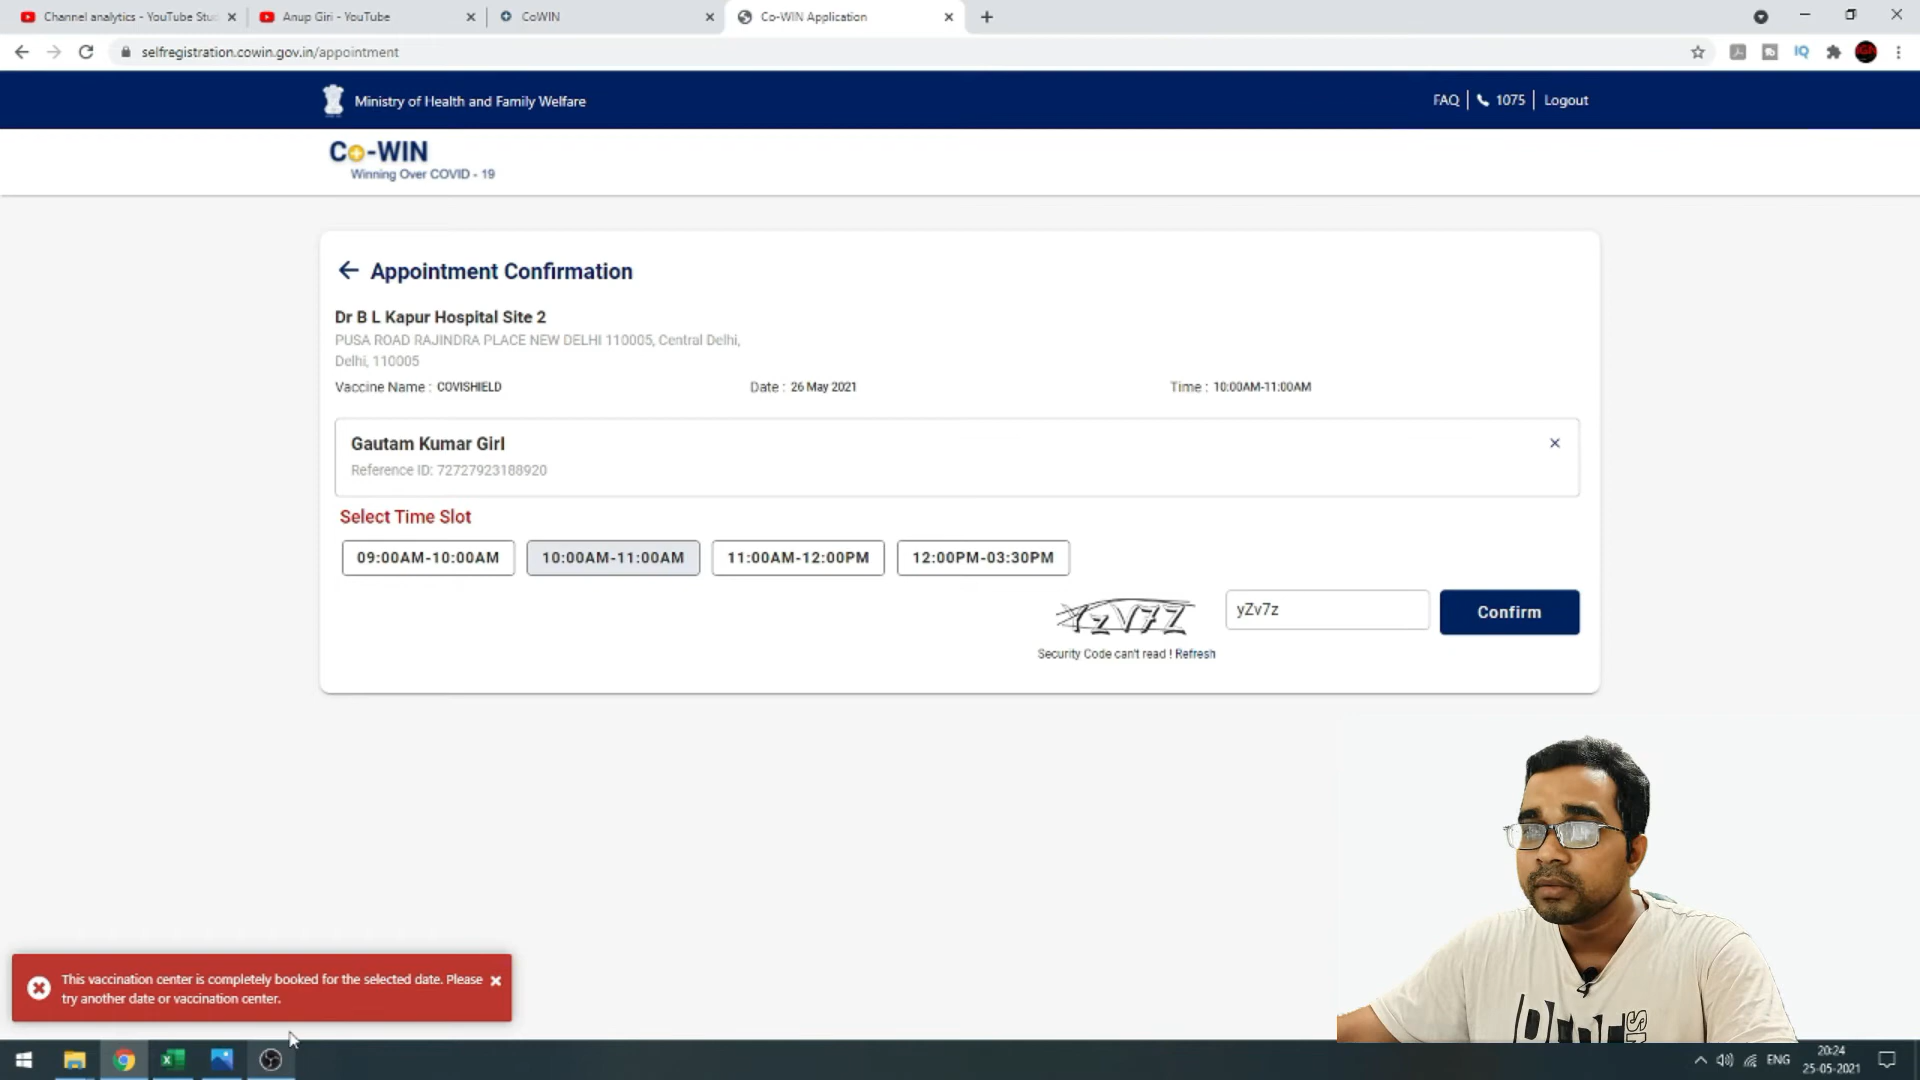 Channel analytics - YouTube Stu
Anup Giri - YouTube
CoWIN
Co-WIN Application
selfregistration.cowin.gov.in/appointment
IQ
Ministry of Health and Family Welfare
FAQ
1075
Logout
Co-WIN
Winning Over COVID - 19
Appointment Confirmation
Dr B L Kapur Hospital Site 2
PUSA ROAD RAJINDRA PLACE NEW DELHI 110005, Central Delhi,
Delhi, 110005
Vaccine Name : COVISHIELD
Date : 26 May 2021
Time : 10:00AM-11:00AM
Gautam Kumar GirI
Reference ID: 72727923188920
Select Time Slot
09:00AM-10:00AM
10:00AM-11:00AM
11:00AM-12:00PM
12:00PM-03:30PM
yZv7z
Confirm
Security Code can't read ! Refresh
This vaccination center is completely booked for the selected date. Please
try another date or vaccination center.
ENG
20:24
25-05-2021